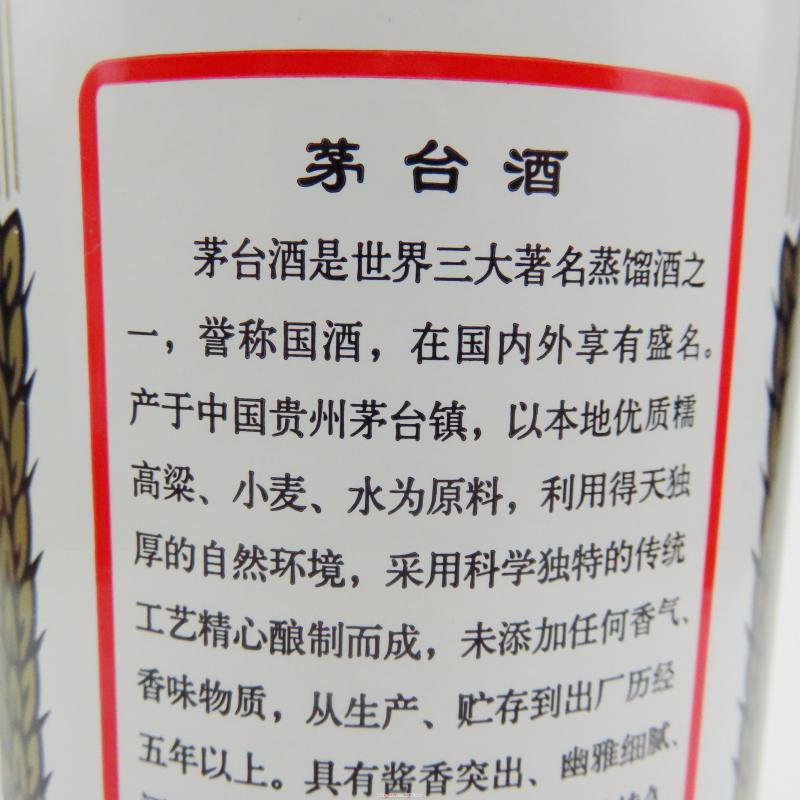 茅台酒
茅台酒是世界三大著名蒸馏酒之
一，誉称国酒，在国内外享有盛名。
产于中国贵州茅台镇，以本地优质糯
高粱、小麦、水为原料，利用得天独
厚的自然环境，采用科学独特的传统
工艺精心酿制而成，未添加任何香气、
香味物质，从生产、贮存到出厂历经
五年以上。具有酱香突出、幽雅细腻、